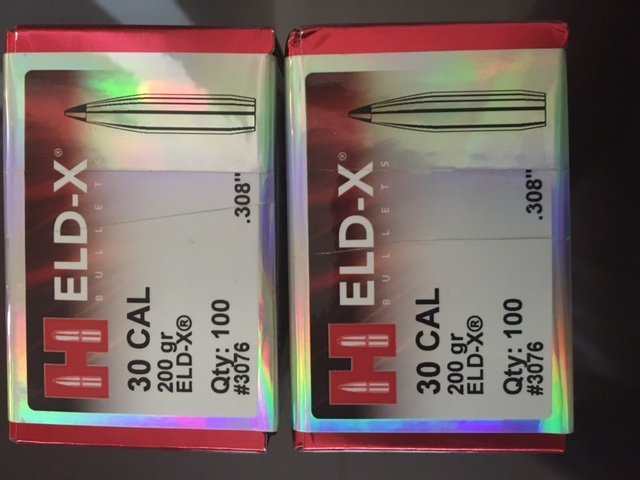 ELD-X®
BULLETS
30 CAL
200 gr
ELD-X®
.308"
Qty: 100
#3076
ELD-X®
BULLETS
30 CAL
200 gr
ELD-X®
.308"
Qty: 100
#3076